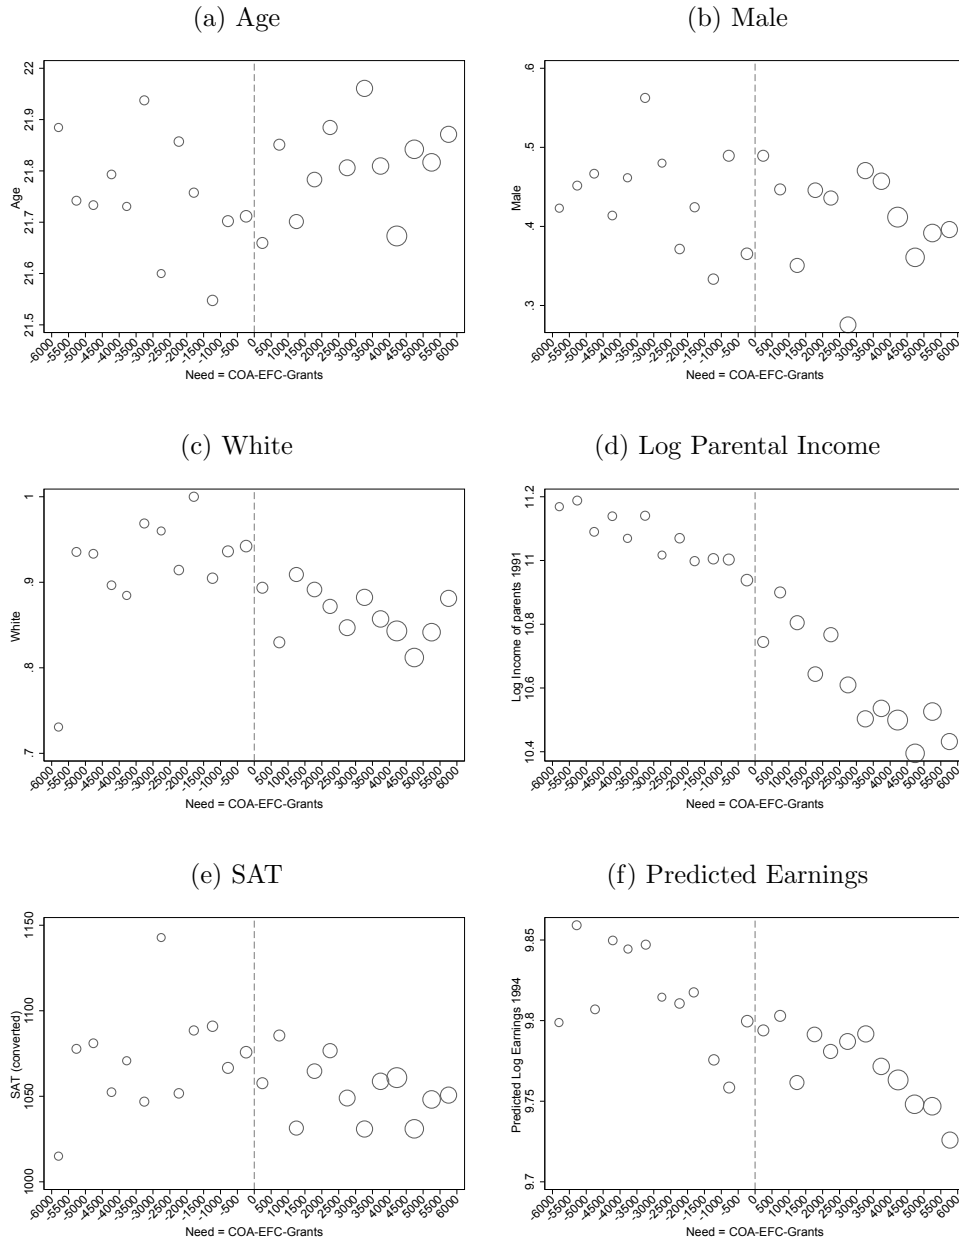 (a) Age
(b) Male
Age
21.5 21.6 21.7 21.8 21.9 22
-6000 -5500 -5000 -4500 -4000 -3500 -3000 -2500 -2000 -1500 -1000 -500 0 500 1000 1500 2000 2500 3000 3500 4000 4500 5000 5500 6000
Need = COA-EFC-Grants
Male
.3 .4 .5 .6
-6000 -5500 -5000 -4500 -4000 -3500 -3000 -2500 -2000 -1500 -1000 -500 0 500 1000 1500 2000 2500 3000 3500 4000 4500 5000 5500 6000
Need = COA-EFC-Grants
(c) White
(d) Log Parental Income
White
.7 .8 .9 1
-6000 -5500 -5000 -4500 -4000 -3500 -3000 -2500 -2000 -1500 -1000 -500 0 500 1000 1500 2000 2500 3000 3500 4000 4500 5000 5500 6000
Need = COA-EFC-Grants
Log Income of parents 1991
10.4 10.6 10.8 11 11.2
-6000 -5500 -5000 -4500 -4000 -3500 -3000 -2500 -2000 -1500 -1000 -500 0 500 1000 1500 2000 2500 3000 3500 4000 4500 5000 5500 6000
Need = COA-EFC-Grants
(e) SAT
(f) Predicted Earnings
SAT (converted)
1000 1050 1100 1150
-6000 -5500 -5000 -4500 -4000 -3500 -3000 -2500 -2000 -1500 -1000 -500 0 500 1000 1500 2000 2500 3000 3500 4000 4500 5000 5500 6000
Need = COA-EFC-Grants
Predicted Log Earnings 1994
9.7 9.75 9.8 9.85
-6000 -5500 -5000 -4500 -4000 -3500 -3000 -2500 -2000 -1500 -1000 -500 0 500 1000 1500 2000 2500 3000 3500 4000 4500 5000 5500 6000
Need = COA-EFC-Grants